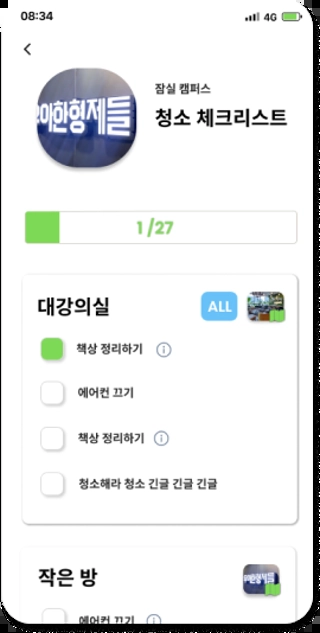 08:34
4G
아한형제들
잠실 캠퍼스
청소 체크리스트
1/27
대강의실
ALL
책상 정리하기
에어컨 끄기
책상 정리하기
청소해라 청소 긴글 긴글 긴글
작은 방
에어컨 끄기